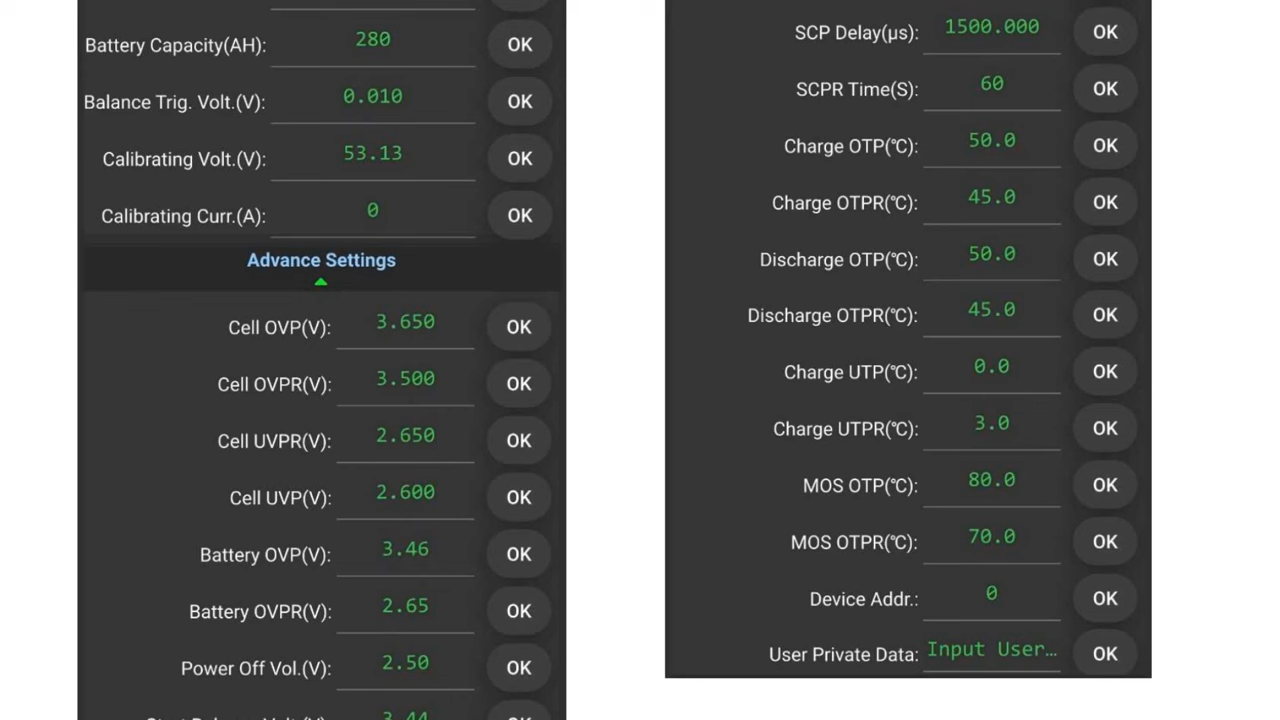 Battery Capacity(AH): 280 OK
Balance Trig. Volt.(V): 0.010 OK
Calibrating Volt.(V): 53.13 OK
Calibrating Curr.(A): 0 OK
Advance Settings
Cell OVP(V): 3.650 OK
Cell OVPR(V): 3.500 OK
Cell UVPR(V): 2.650 OK
Cell UVP(V): 2.600 OK
Battery OVP(V): 3.46 OK
Battery OVPR(V): 2.65 OK
Power Off Vol.(V): 2.50 OK
3.44
SCP Delay(µs): 1500.000 OK
SCPR Time(S): 60 OK
Charge OTP(℃): 50.0 OK
Charge OTPR(℃): 45.0 OK
Discharge OTP(℃): 50.0 OK
Discharge OTPR(℃): 45.0 OK
Charge UTP(℃): 0.0 OK
Charge UTPR(℃): 3.0 OK
MOS OTP(℃): 80.0 OK
MOS OTPR(℃): 70.0 OK
Device Addr.: 0 OK
User Private Data: Input User… OK